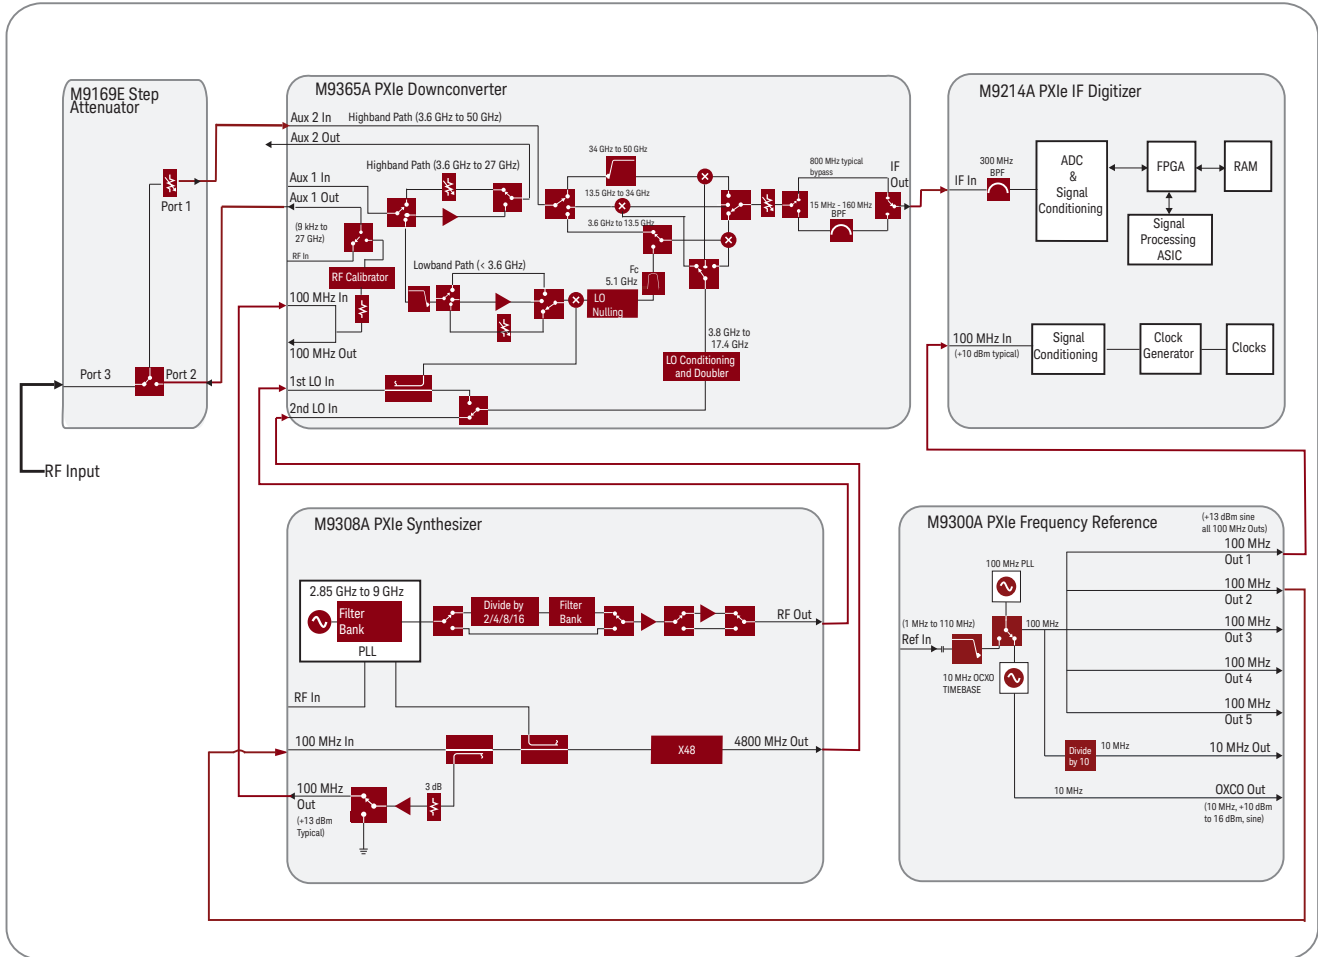 M9169E Step
Attenuator
Port 1
Port 3
Port 2
RF Input
M9365A PXIe Downconverter
Aux 2 In
Highband Path (3.6 GHz to 50 GHz)
Aux 2 Out
Highband Path (3.6 GHz to 27 GHz)
Aux 1 In
Aux 1 Out
(9 kHz to
27 GHz)
RF In
RF Calibrator
100 MHz In
100 MHz Out
1st LO In
2nd LO In
Lowband Path (< 3.6 GHz)
34 GHz to 50 GHz
13.5 GHz to 34 GHz
3.6 GHz to 13.5 GHz
Fc
5.1 GHz
LO
Nulling
3.8 GHz to
17.4 GHz
LO Conditioning
and Doubler
800 MHz typical
bypass
15 MHz - 160 MHz
BPF
IF
Out
M9214A PXIe IF Digitizer
IF In
300 MHz
BPF
ADC
&
Signal
Conditioning
FPGA
RAM
Signal
Processing
ASIC
100 MHz In
(+10 dBm typical)
Signal
Conditioning
Clock
Generator
Clocks
M9308A PXIe Synthesizer
2.85 GHz to 9 GHz
Filter
Bank
PLL
Divide by
2/4/8/16
Filter
Bank
RF Out
RF In
100 MHz In
X48
4800 MHz Out
100 MHz
Out
(+13 dBm
Typical)
3 dB
M9300A PXIe Frequency Reference
(+13 dBm sine
all 100 MHz Outs)
100 MHz
Out 1
100 MHz PLL
100 MHz
Out 2
(1 MHz to 110 MHz)
Ref In
100 MHz
100 MHz
Out 3
10 MHz OCXO
TIMEBASE
100 MHz
Out 4
100 MHz
Out 5
Divide
by 10
10 MHz
10 MHz Out
10 MHz
OXCO Out
(10 MHz, +10 dBm
to 16 dBm, sine)